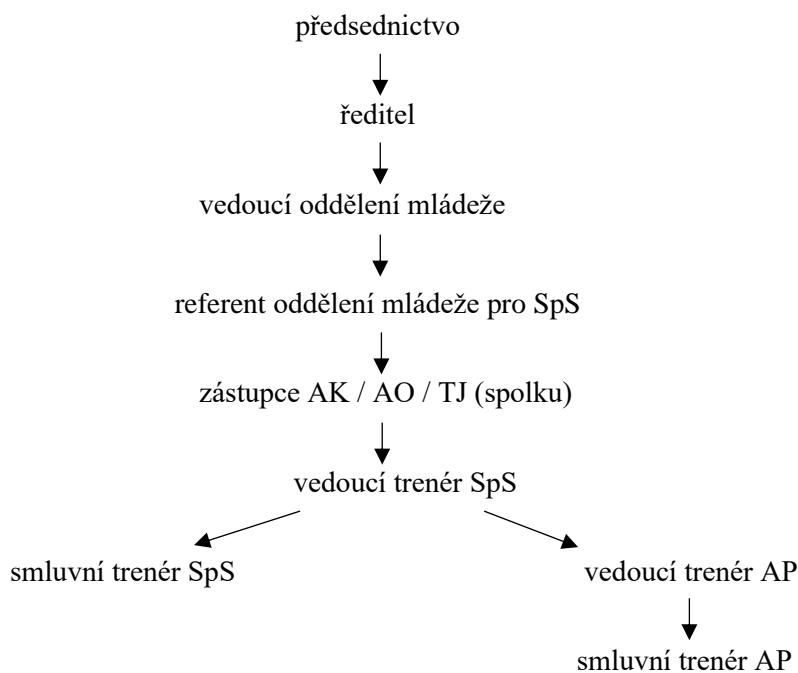 předsednictvo
ředitel
vedoucí oddělení mládeže
referent oddělení mládeže pro SpS
zástupce AK / AO / TJ (spolku)
vedoucí trenér SpS
smluvní trenér SpS
vedoucí trenér AP
smluvní trenér AP